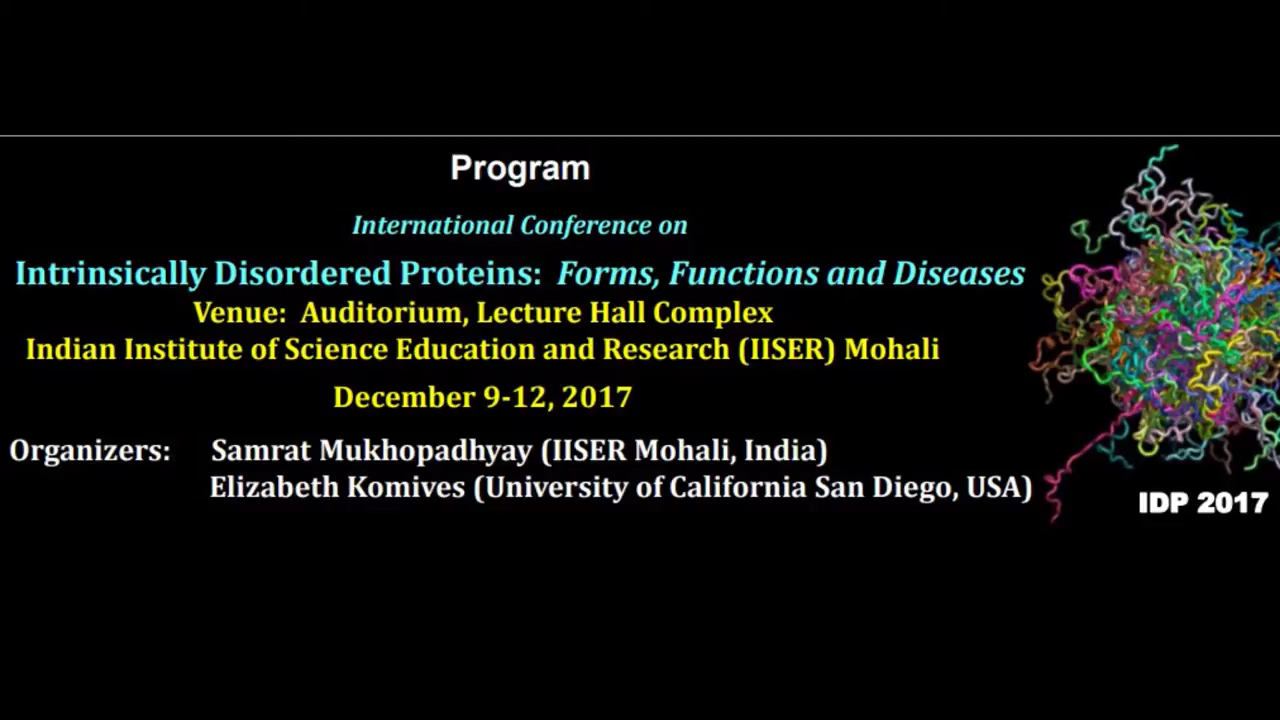 Program
International Conference on
Intrinsically Disordered Proteins: Forms, Functions and Diseases
Venue: Auditorium, Lecture Hall Complex
Indian Institute of Science Education and Research (IISER) Mohali
December 9-12, 2017
Organizers: Samrat Mukhopadhyay (IISER Mohali, India)
Elizabeth Komives (University of California San Diego, USA)
IDP 2017